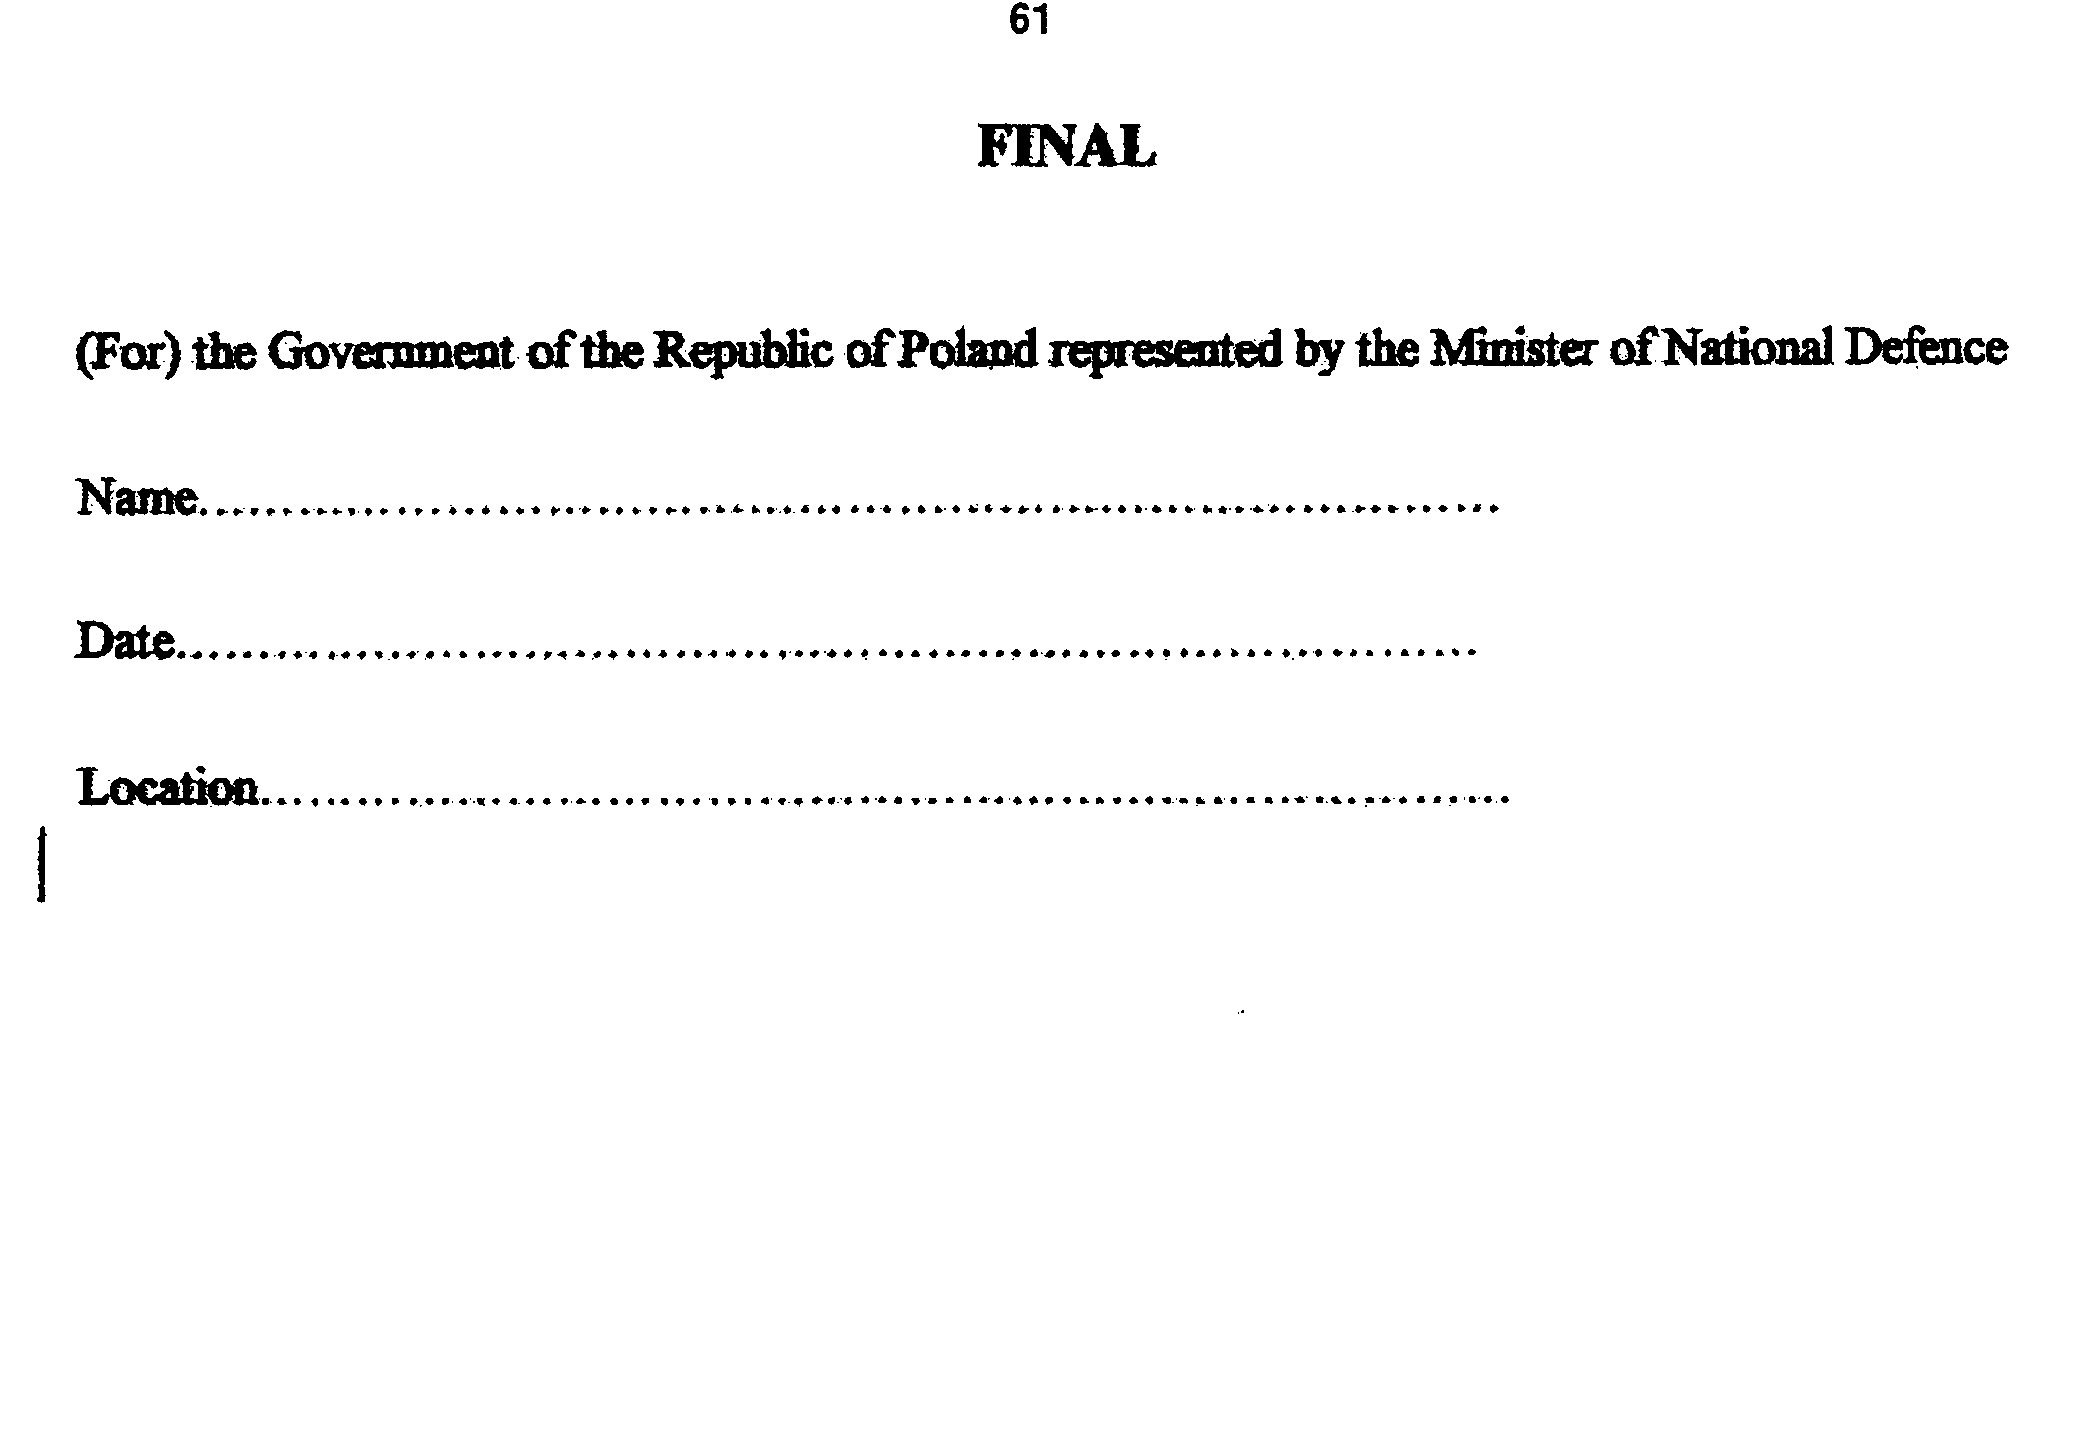 61
FINAL
(For) the Government of the Republic of Poland represented by the Minister of National Defence
Name................................................................................
Date................................................................................
Location.............................................................................